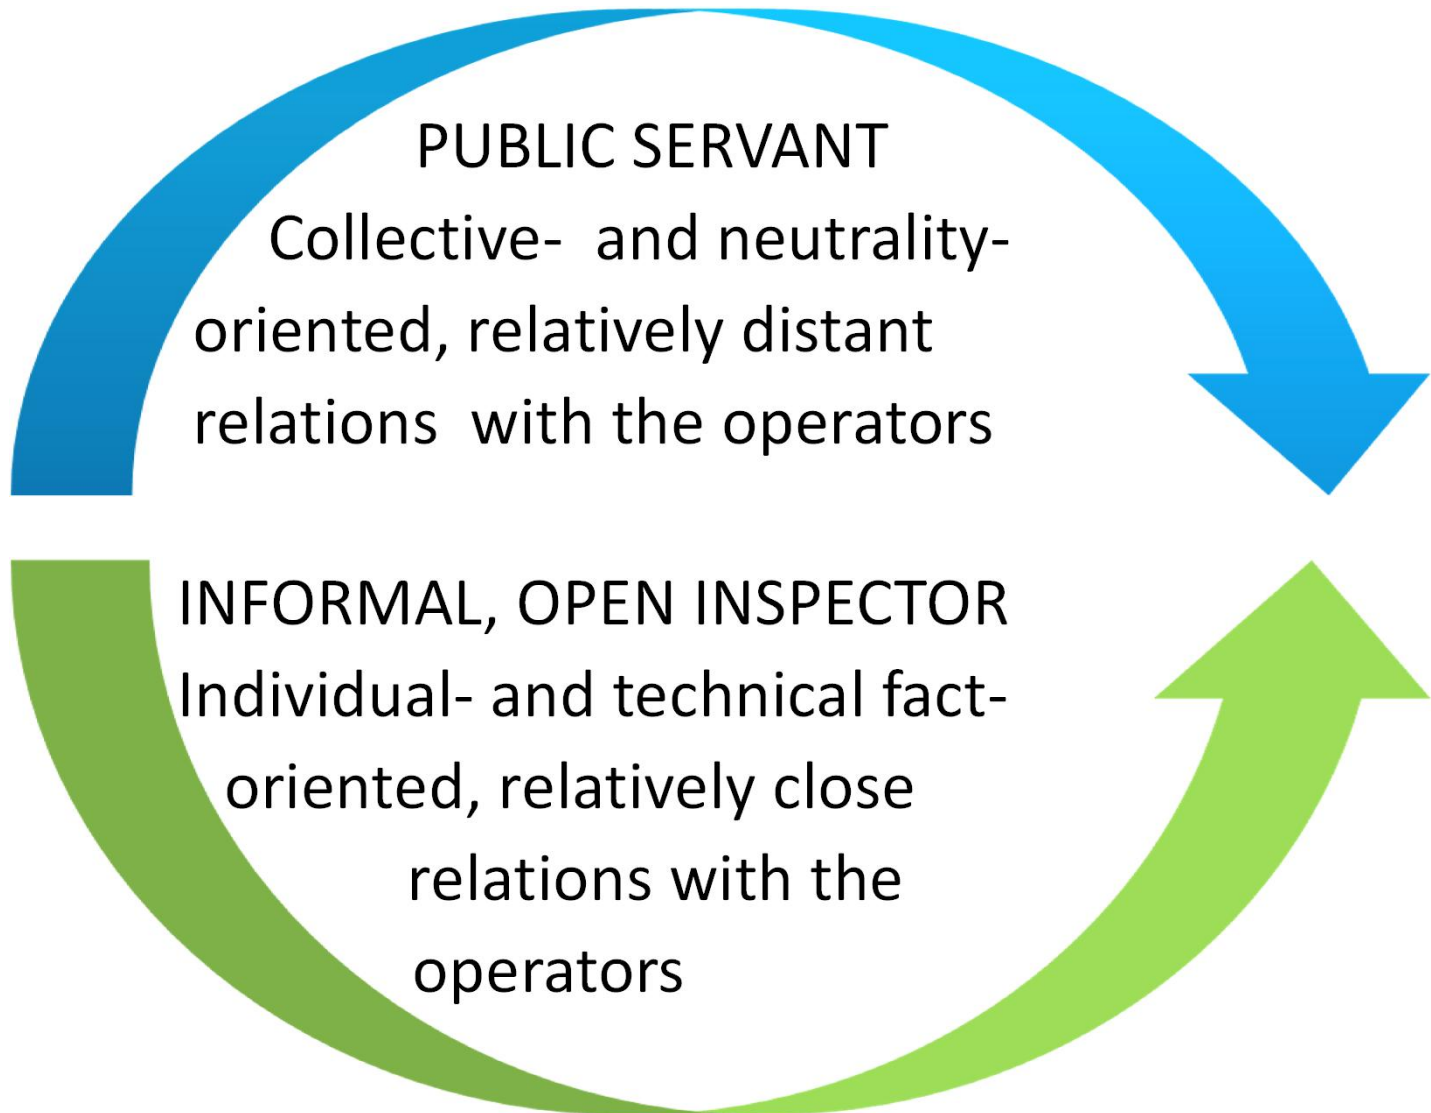 PUBLIC SERVANT
Collective- and neutrality-
oriented, relatively distant
relations with the operators
INFORMAL, OPEN INSPECTOR
Individual- and technical fact-
oriented, relatively close
relations with the
operators